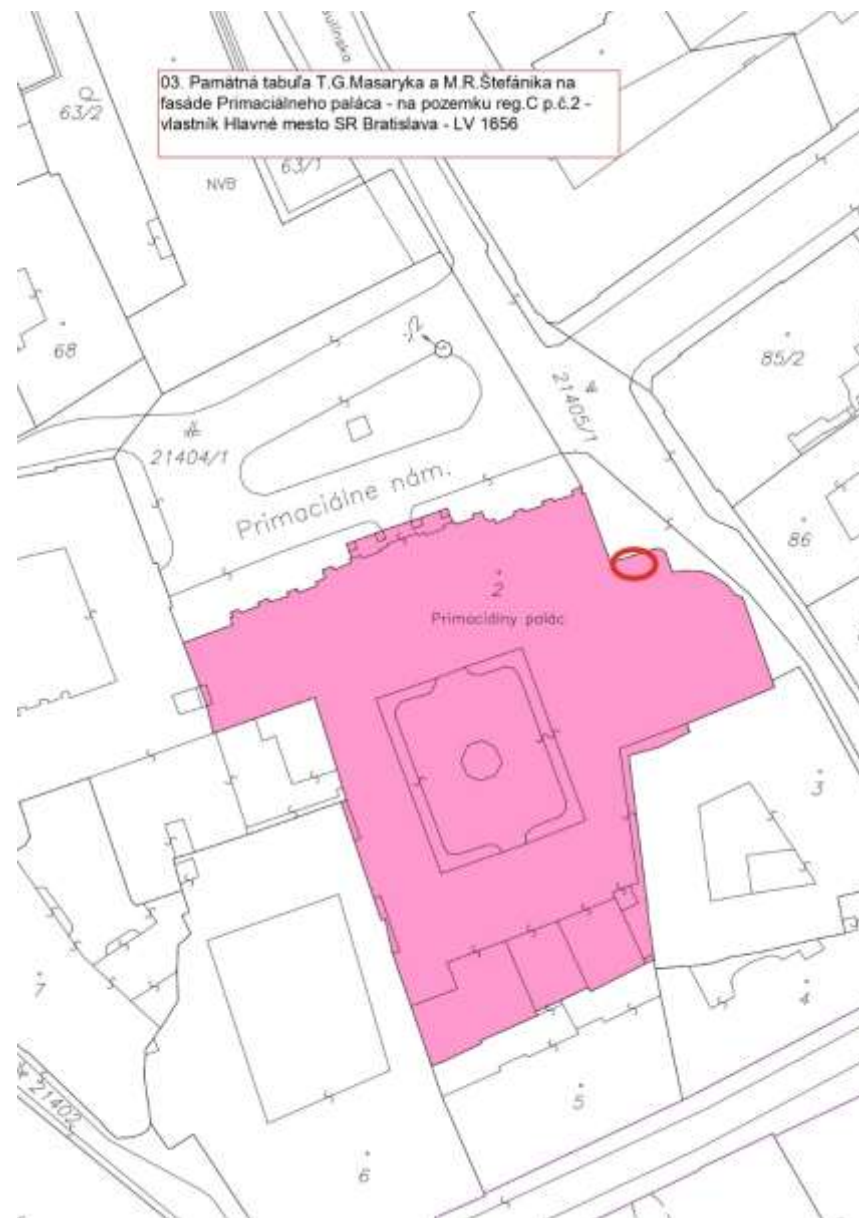 03. Pamätná tabuľa T.G.Masaryka a M.R.Štefánika na
fasáde Primaciálneho paláca - na pozemku reg.C p.č.2 -
vlastník Hlavné mesto SR Bratislava - LV 1656
63/2
63/1
NVB
68
85/2
21405/1
21404/1
Primaciálne nám.
86
2
Primaciálny palác
3
7
4
21402
5
6